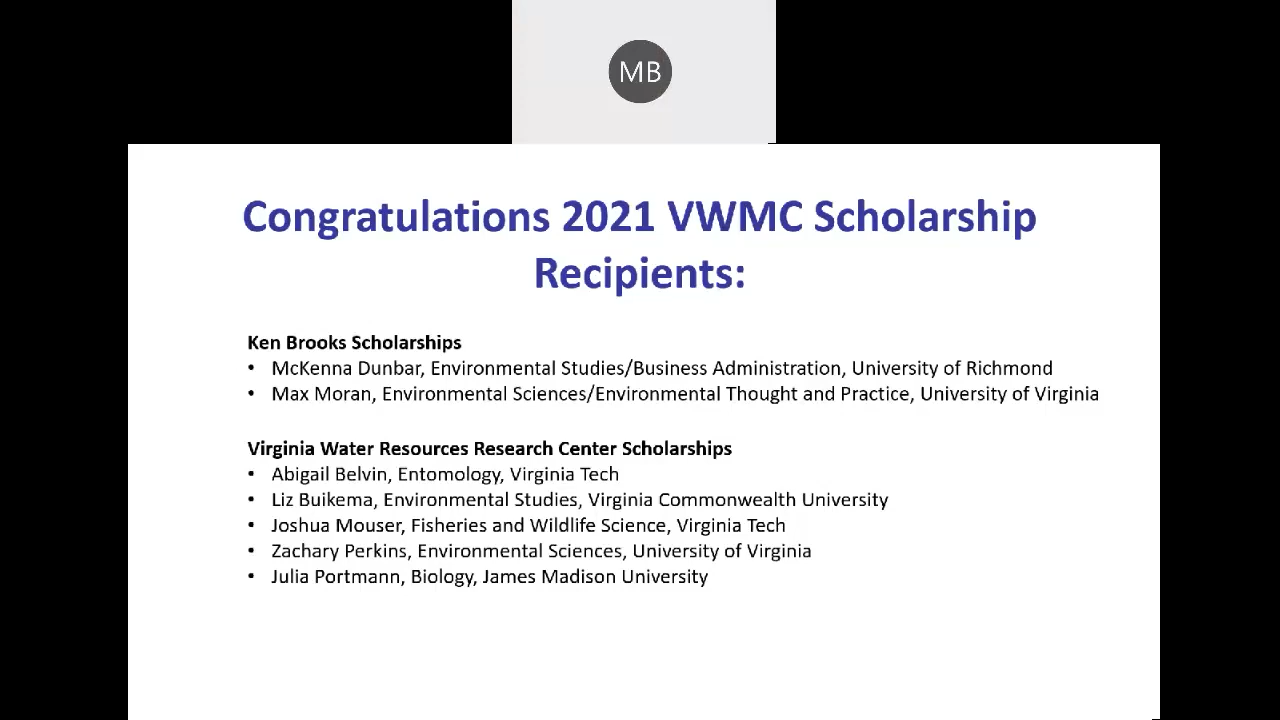 MB
Congratulations 2021 VWMC Scholarship
Recipients:
Ken Brooks Scholarships
• McKenna Dunbar, Environmental Studies/Business Administration, University of Richmond
• Max Moran, Environmental Sciences/Environmental Thought and Practice, University of Virginia
Virginia Water Resources Research Center Scholarships
• Abigail Belvin, Entomology, Virginia Tech
• Liz Buikema, Environmental Studies, Virginia Commonwealth University
• Joshua Mouser, Fisheries and Wildlife Science, Virginia Tech
• Zachary Perkins, Environmental Sciences, University of Virginia
• Julia Portmann, Biology, James Madison University